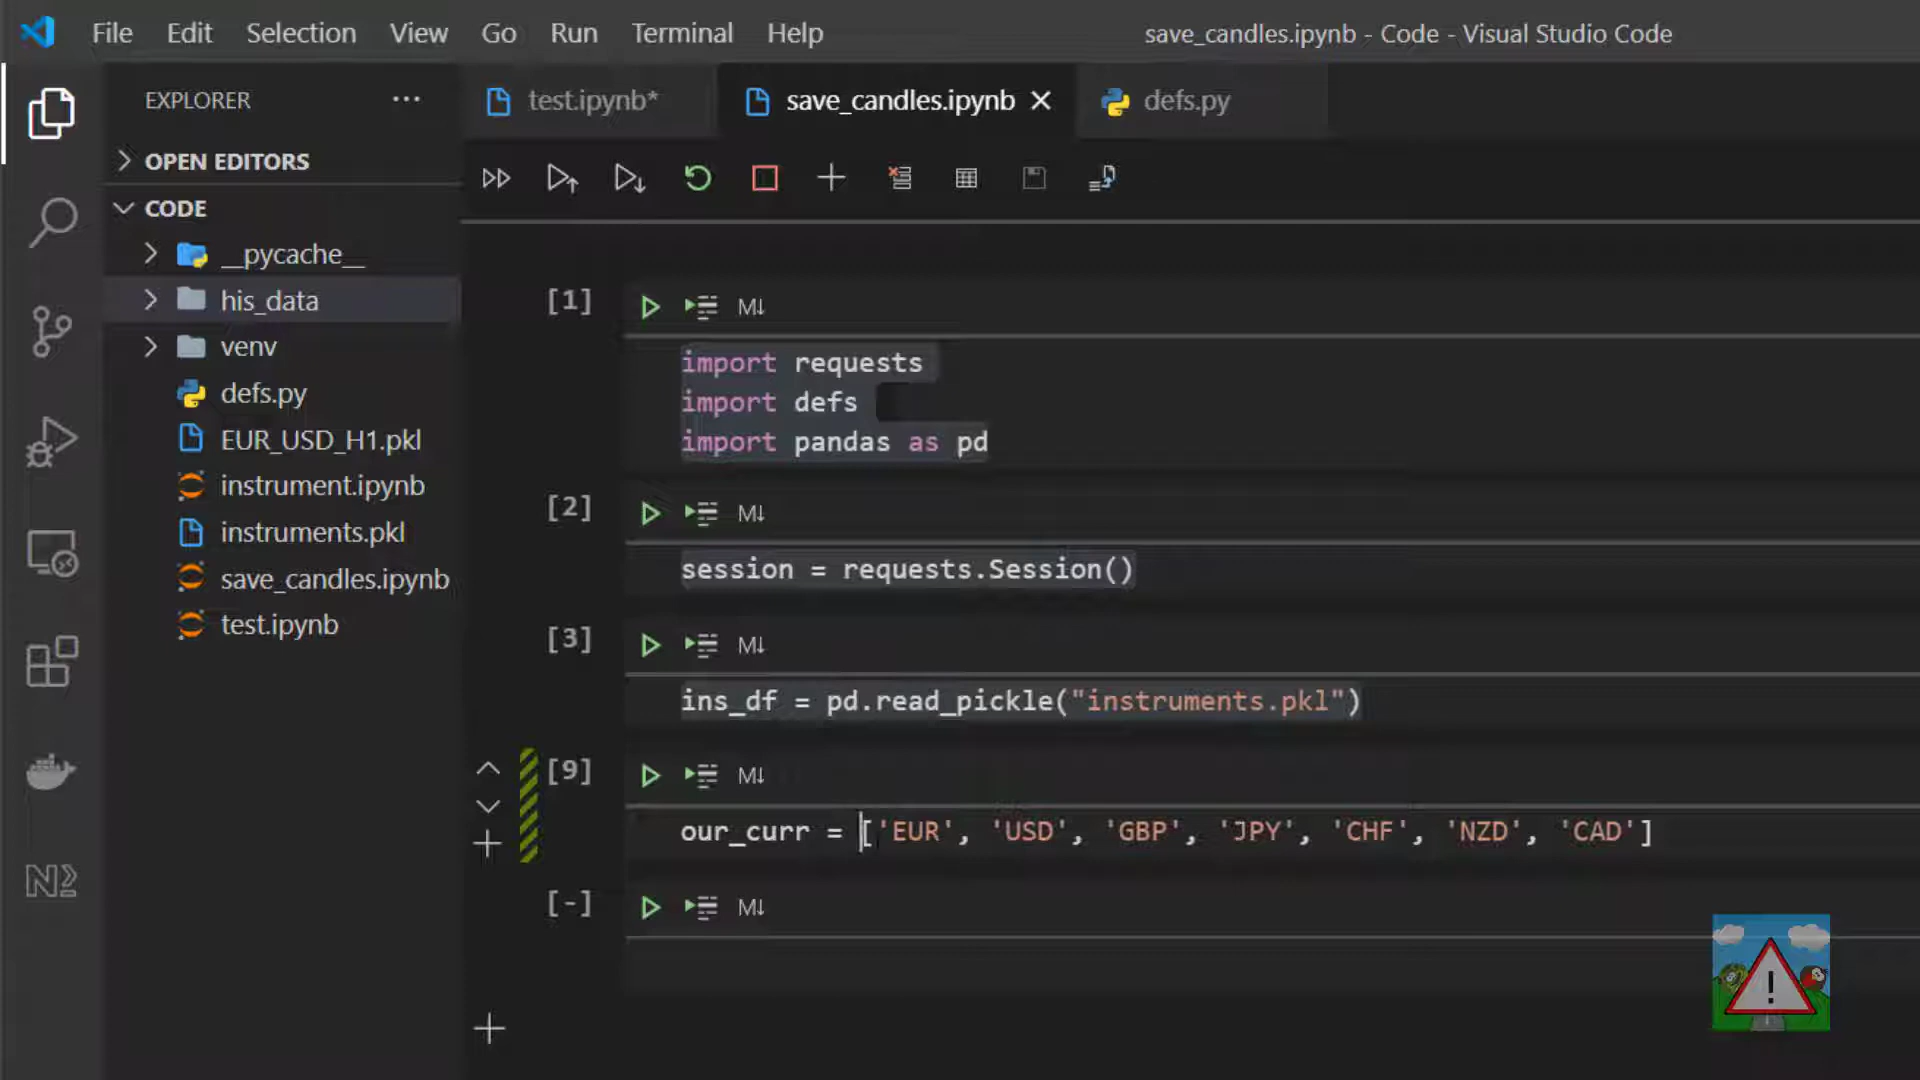 File Edit Selection View Go Run Terminal Help save_candles.ipynb - Code - Visual Studio Code
EXPLORER ... test.ipynb* save_candles.ipynb defs.py
OPEN EDITORS
CODE
__pycache__
his_data
venv
defs.py
EUR_USD_H1.pkl
instrument.ipynb
instruments.pkl
save_candles.ipynb
test.ipynb
[1] M↓
import requests
import defs
import pandas as pd
[2] M↓
session = requests.Session()
[3] M↓
ins_df = pd.read_pickle("instruments.pkl")
[9] M↓
our_curr = ['EUR', 'USD', 'GBP', 'JPY', 'CHF', 'NZD', 'CAD']
[-] M↓